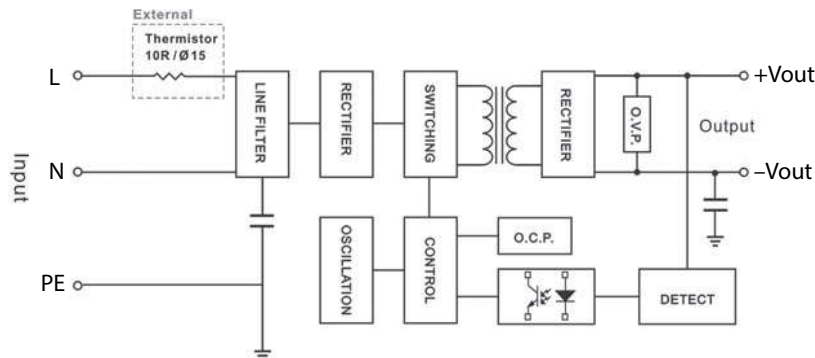 External
Thermistor
10R/Ø15
L
+Vout
LINE FILTER
RECTIFIER
SWITCHING
RECTIFIER
O.V.P.
Output
Input
N
–Vout
OSCILLATION
CONTROL
O.C.P.
PE
DETECT